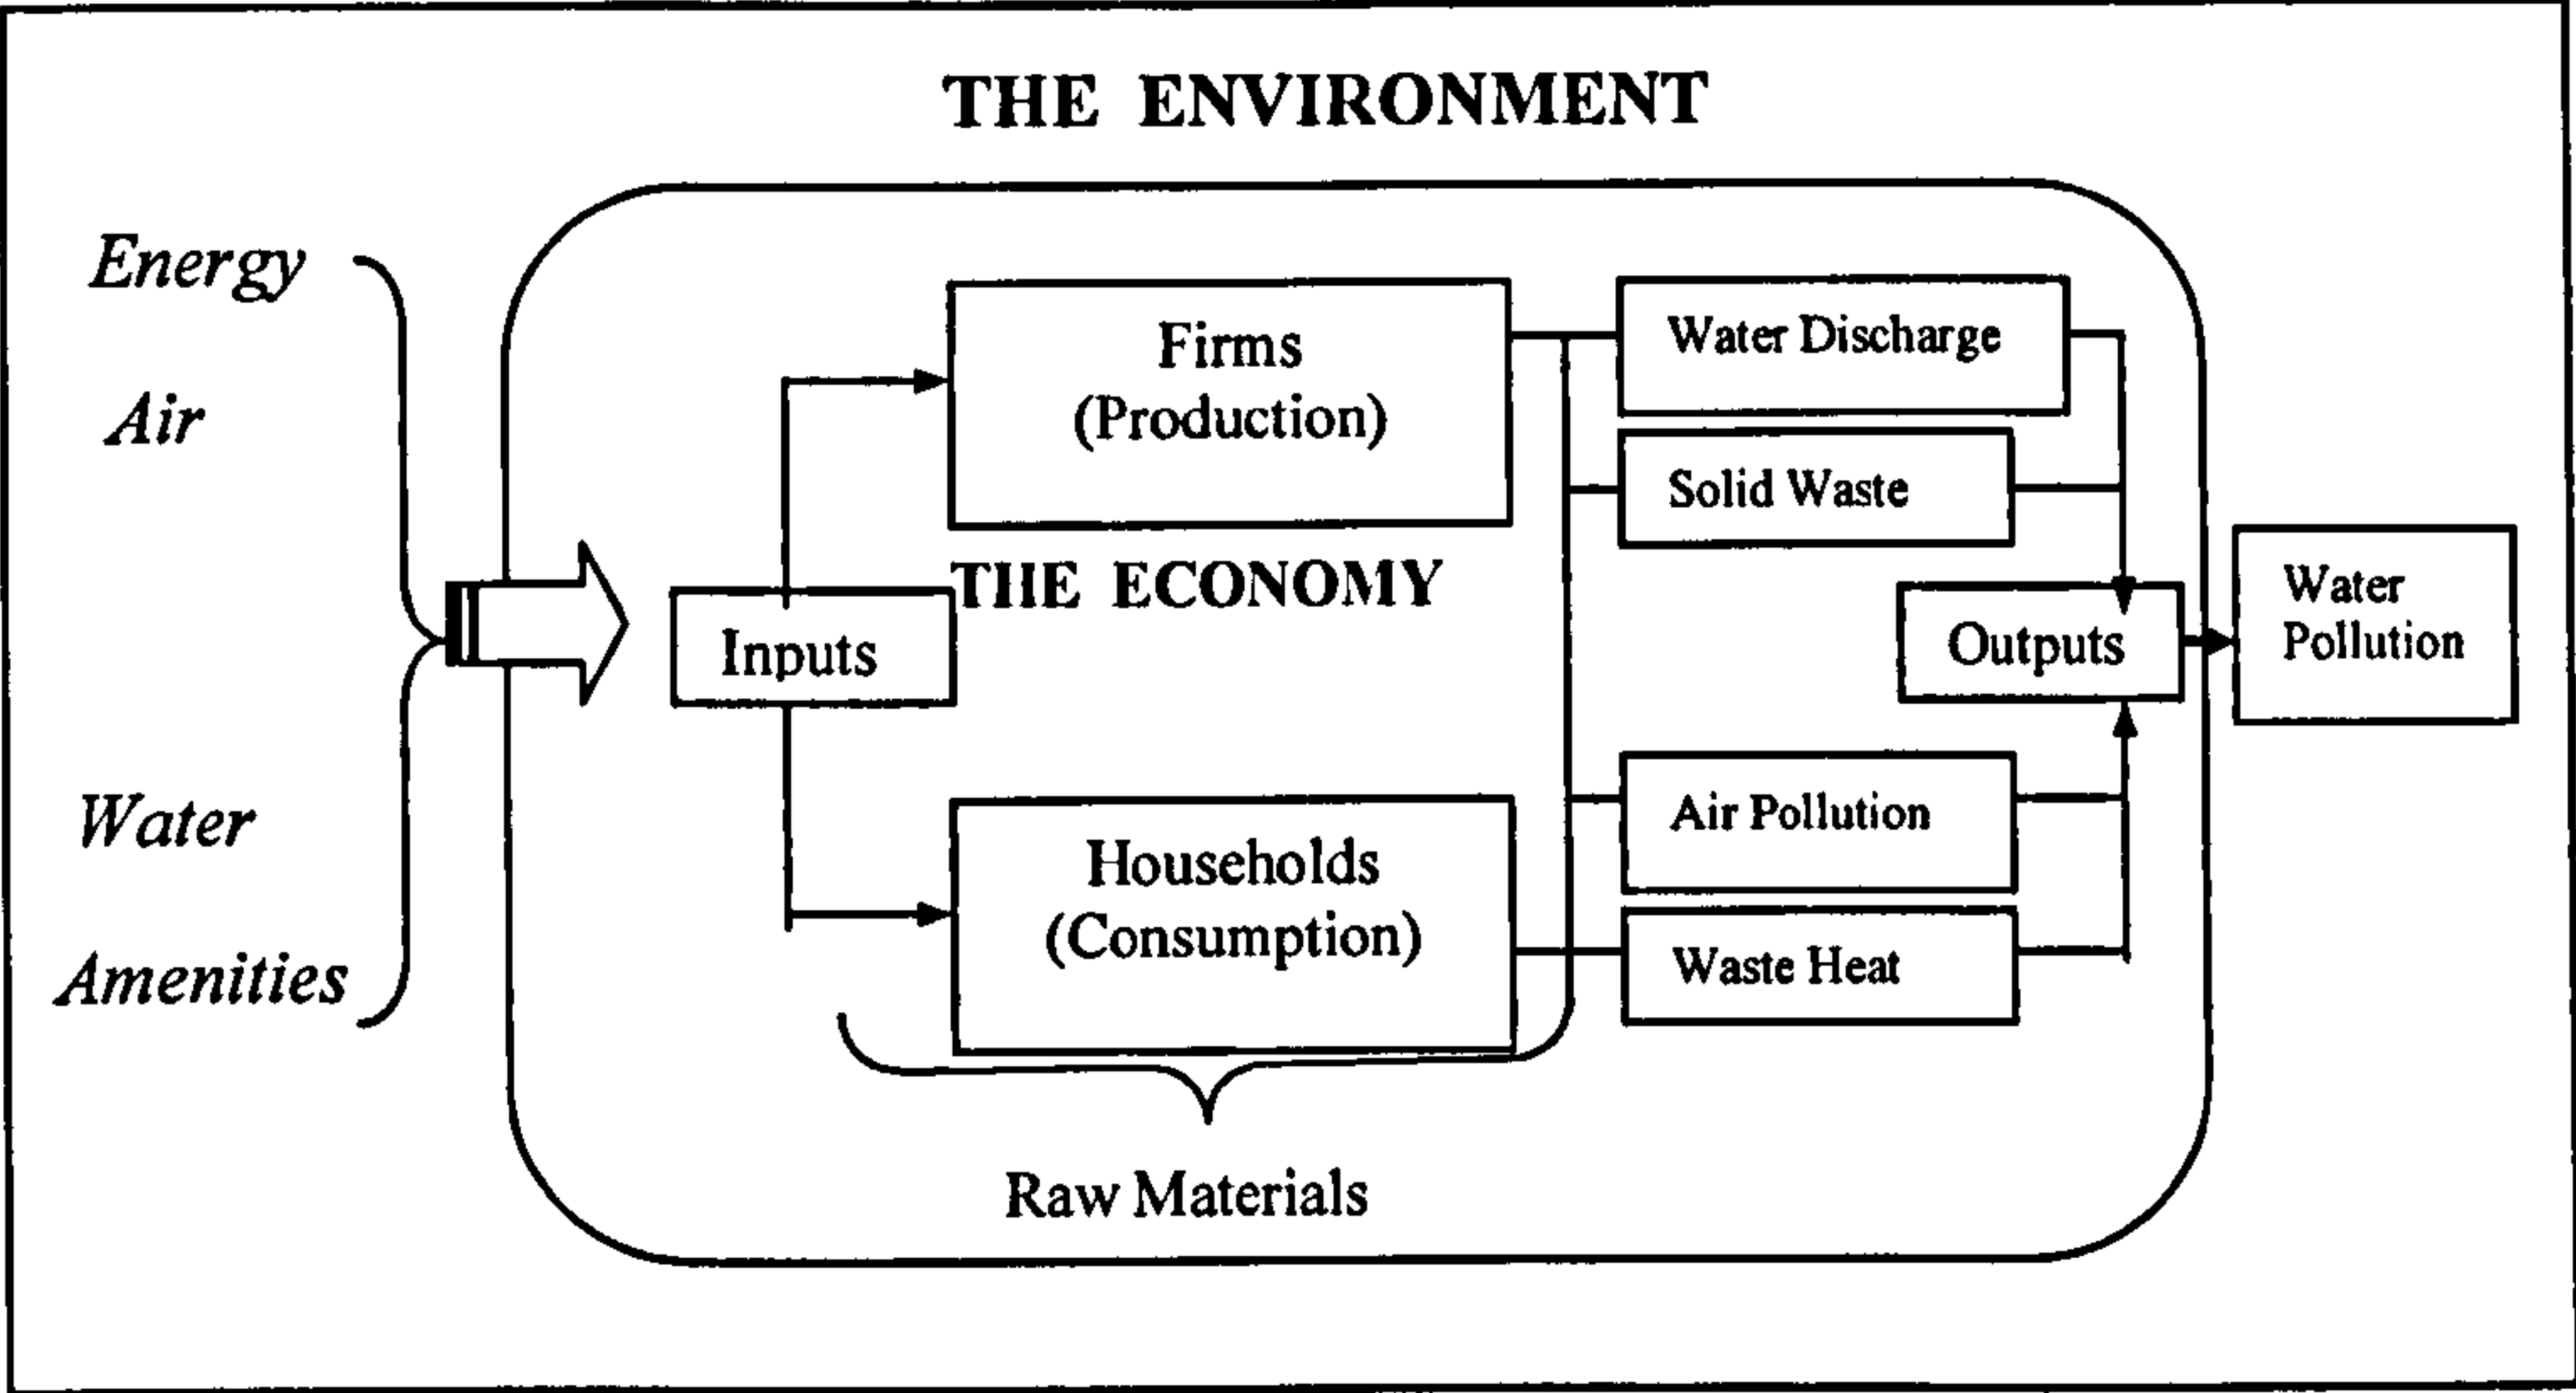 THE ENVIRONMENT
Energy
Air
Water
Amenities
Firms
(Production)
THE ECONOMY
Inputs
Households
(Consumption)
Raw Materials
Water Discharge
Solid Waste
Outputs
Air Pollution
Waste Heat
Water
Pollution